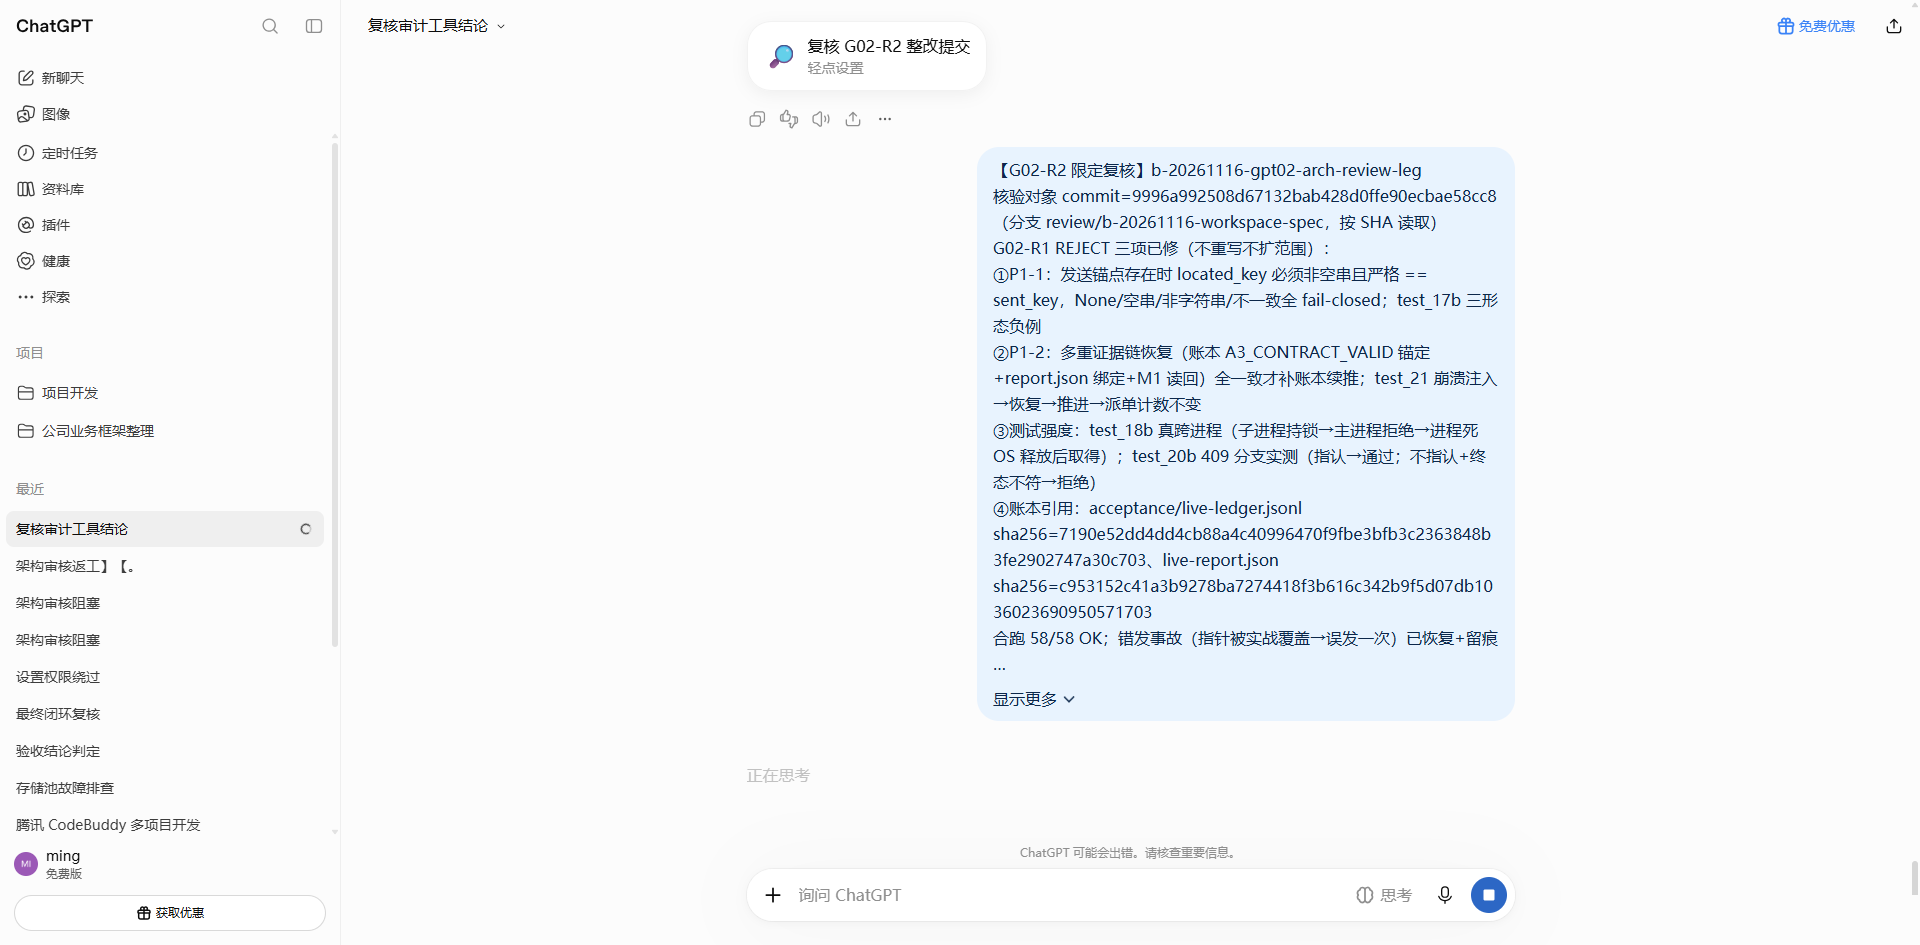 ChatGPT
新聊天
图像
定时任务
资料库
插件
健康
探索
项目
项目开发
公司业务框架整理
最近
复核审计工具结论
架构审核返工】【。
架构审核阻塞
架构审核阻塞
设置权限绕过
最终闭环复核
验收结论判定
存储池故障排查
腾讯 CodeBuddy 多项目开发
MI
ming
免费版
获取优惠
复核审计工具结论
免费优惠
复核 G02-R2 整改提交
轻点设置
【G02-R2 限定复核】b-20261116-gpt02-arch-review-leg
核验对象 commit=9996a992508d67132bab428d0ffe90ecbae58cc8
（分支 review/b-20261116-workspace-spec，按 SHA 读取）
G02-R1 REJECT 三项已修（不重写不扩范围）:
①P1-1：发送锚点存在时 located_key 必须非空串且严格 ==
sent_key，None/空串/非字符串/不一致全 fail-closed；test_17b 三形
态负例
②P1-2：多重证据链恢复（账本 A3_CONTRACT_VALID 锚定
+report.json 绑定+M1 读回）全一致才补账本续推；test_21 崩溃注入
→恢复→推进→派单计数不变
③测试强度：test_18b 真跨进程（子进程持锁→主进程拒绝→进程死
OS 释放后取得）；test_20b 409 分支实测（指认→通过；不指认+终
态不符→拒绝）
④账本引用：acceptance/live-ledger.jsonl
sha256=7190e52dd4dd4cb88a4c40996470f9fbe3bfb3c2363848b
3fe2902747a30c703、live-report.json
sha256=c953152c41a3b9278ba7274418f3b616c342b9f5d07db10
36023690950571703
合跑 58/58 OK；错发事故（指针被实战覆盖→误发一次）已恢复+留痕
...
显示更多
正在思考
ChatGPT 可能会出错。请核查重要信息。
询问 ChatGPT
思考